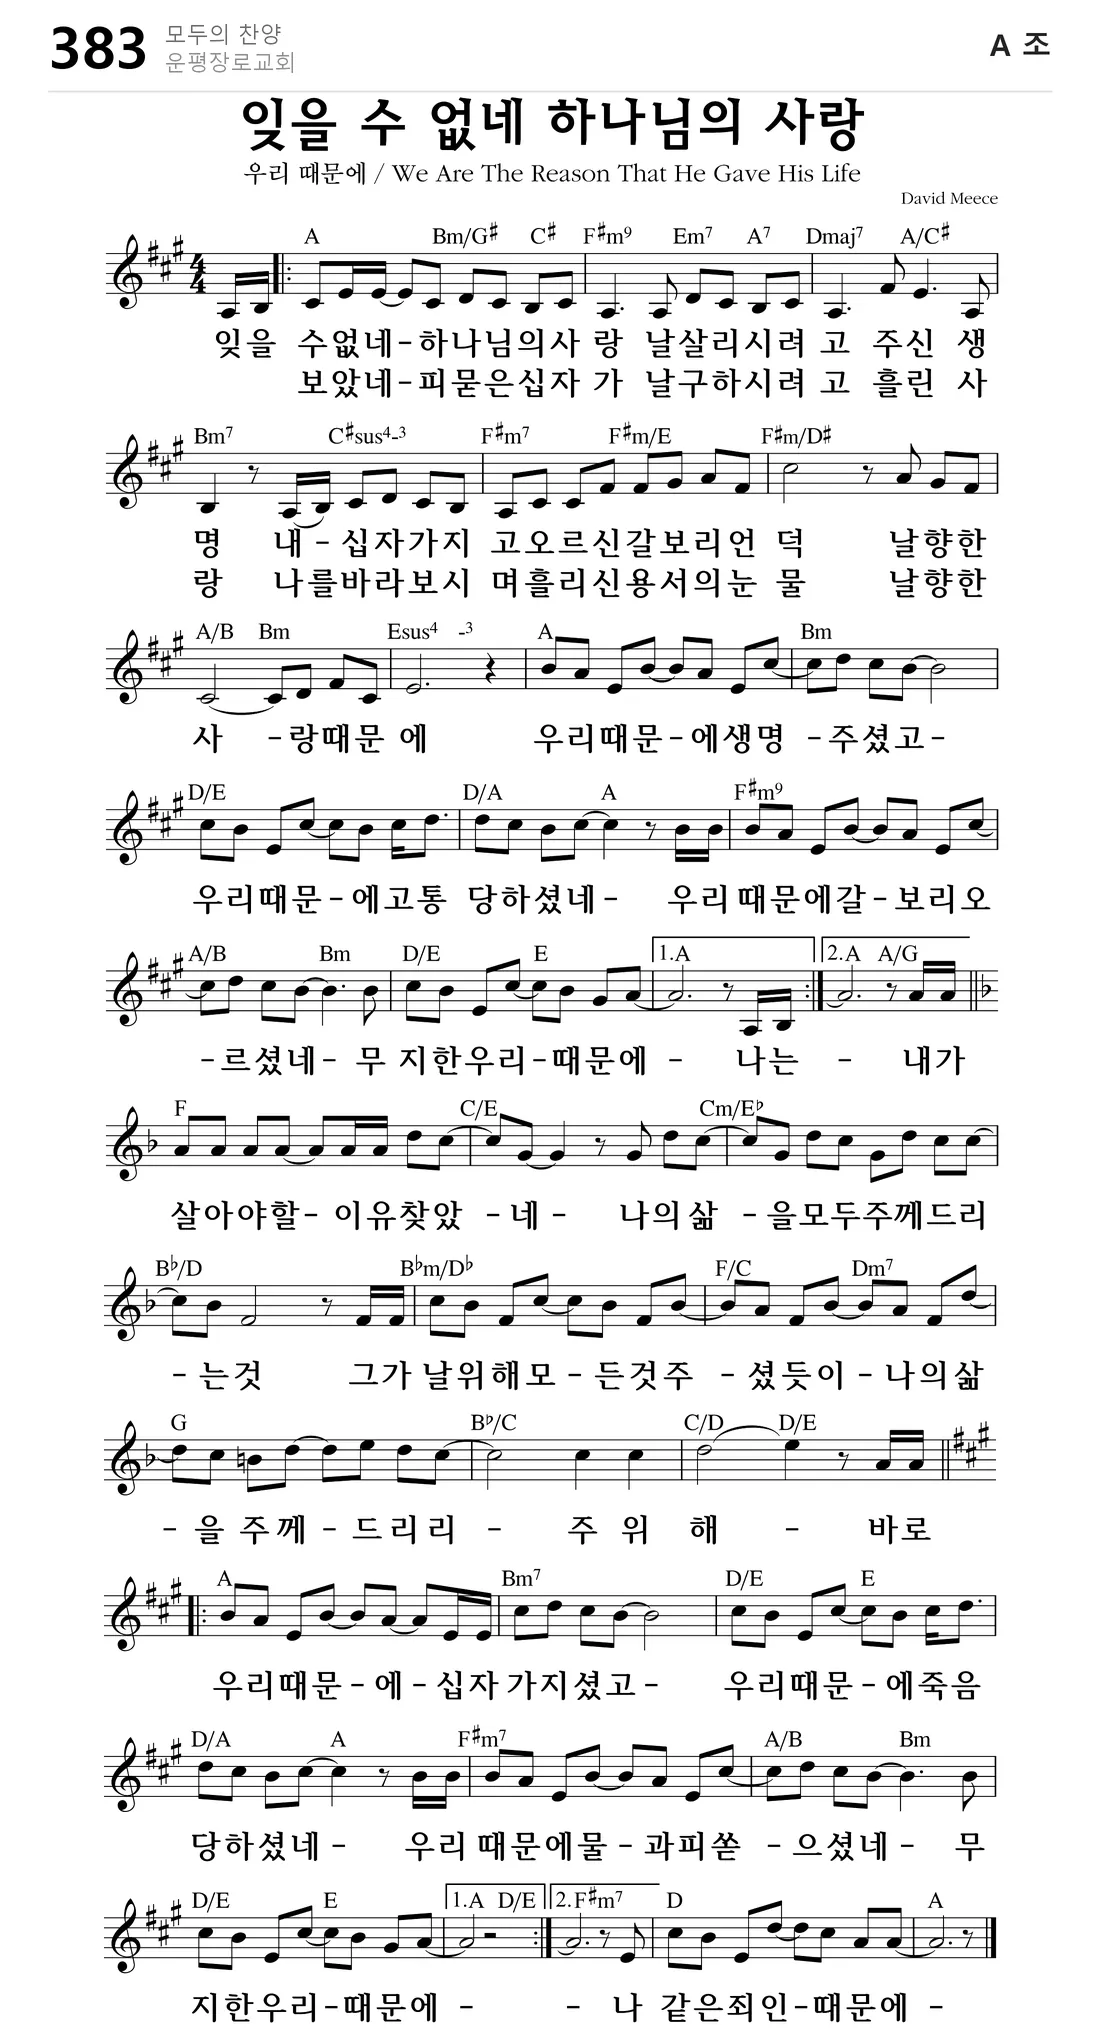 383 모두의 찬양
운평장로교회
A 조
잊을 수 없네 하나님의 사랑
우리 때문에 / We Are The Reason That He Gave His Life
David Meece
A Bm/G♯ C♯ F♯m9 Em7 A7 Dmaj7 A/C♯
잊을 수없네-하나님의사 랑 날살리시려 고 주신 생
보았네-피묻은십자 가 날구하시려 고 흘린 사
Bm7 C♯sus4-3 F♯m7 F♯m/E F♯m/D♯
명 내-십자가지 고오르신갈보리언 덕 날향한
랑 나를바라보시 며흘리신용서의눈 물 날향한
A/B Bm Esus4 -3 A Bm
사 -랑때문 에 우리때문-에생명 -주셨고-
D/E D/A A F♯m9
우리때문-에고통 당하셨네- 우리 때문에갈-보리오
A/B Bm D/E E 1.A 2.A A/G
-르셨네- 무 지한우리-때문에 - 나는 - 내가
F C/E Cm/E♭
살아야할- 이유찾았 -네- 나의삶 -을모두주께드리
B♭/D B♭m/D♭ F/C Dm7
-는것 그가 날위해모-든것주 -셨듯이-나의삶
G B♭/C C/D D/E
-을 주께-드리리 - 주 위 해 - 바로
A Bm7 D/E E
우리때문-에-십자 가지셨고- 우리때문-에죽음
D/A A F♯m7 A/B Bm
당하셨네- 우리 때문에물-과피쏟 -으셨네- 무
D/E E 1.A D/E 2.F♯m7 D A
지한우리-때문에 - - 나 같은죄인-때문에 -